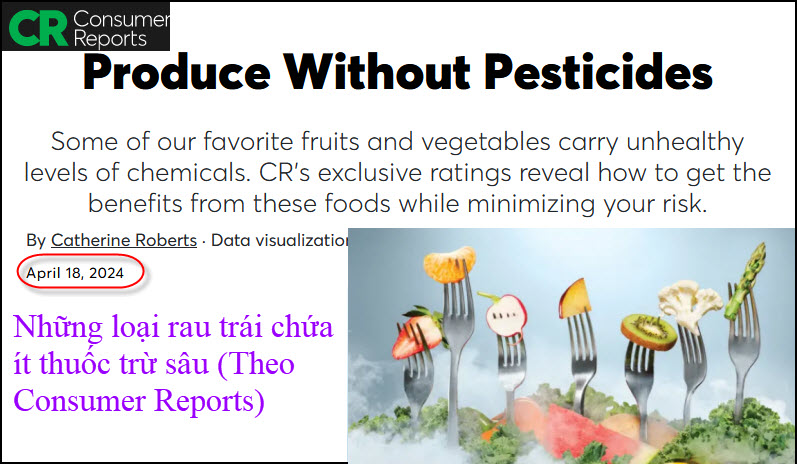 CR Consumer
Reports
Produce Without Pesticides
Some of our favorite fruits and vegetables carry unhealthy
levels of chemicals. CR's exclusive ratings reveal how to get the
benefits from these foods while minimizing your risk.
By Catherine Roberts · Data visualization
April 18, 2024
Những loại rau trái chứa
ít thuốc trừ sâu (Theo
Consumer Reports)